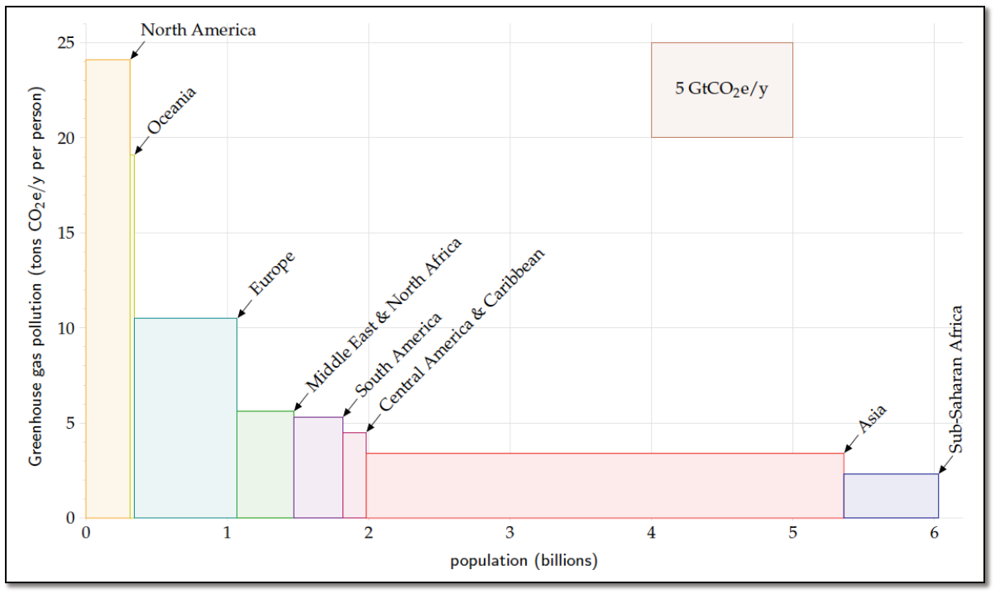 Greenhouse gas pollution (tons CO₂e/y per person)
25
20
15
10
5
0
North America
Oceania
Europe
Middle East & North Africa
South America
Central America & Caribbean
Asia
Sub-Saharan Africa
5 GtCO₂e/y
0 1 2 3 4 5 6
population (billions)